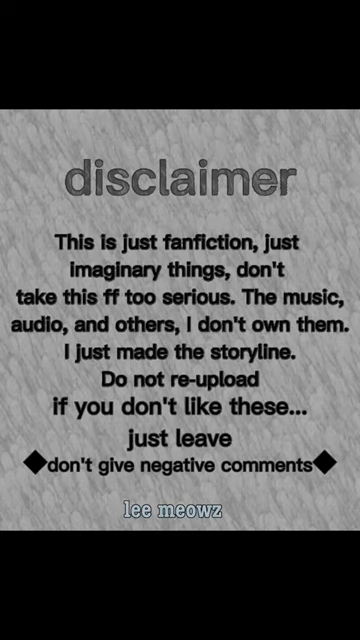 disclaimer
This is just fanfiction, just
imaginary things, don't
take this ff too serious. The music,
audio, and others, I don't own them.
I just made the storyline.
Do not re-upload
if you don't like these...
just leave
◆don't give negative comments◆
lee meowz